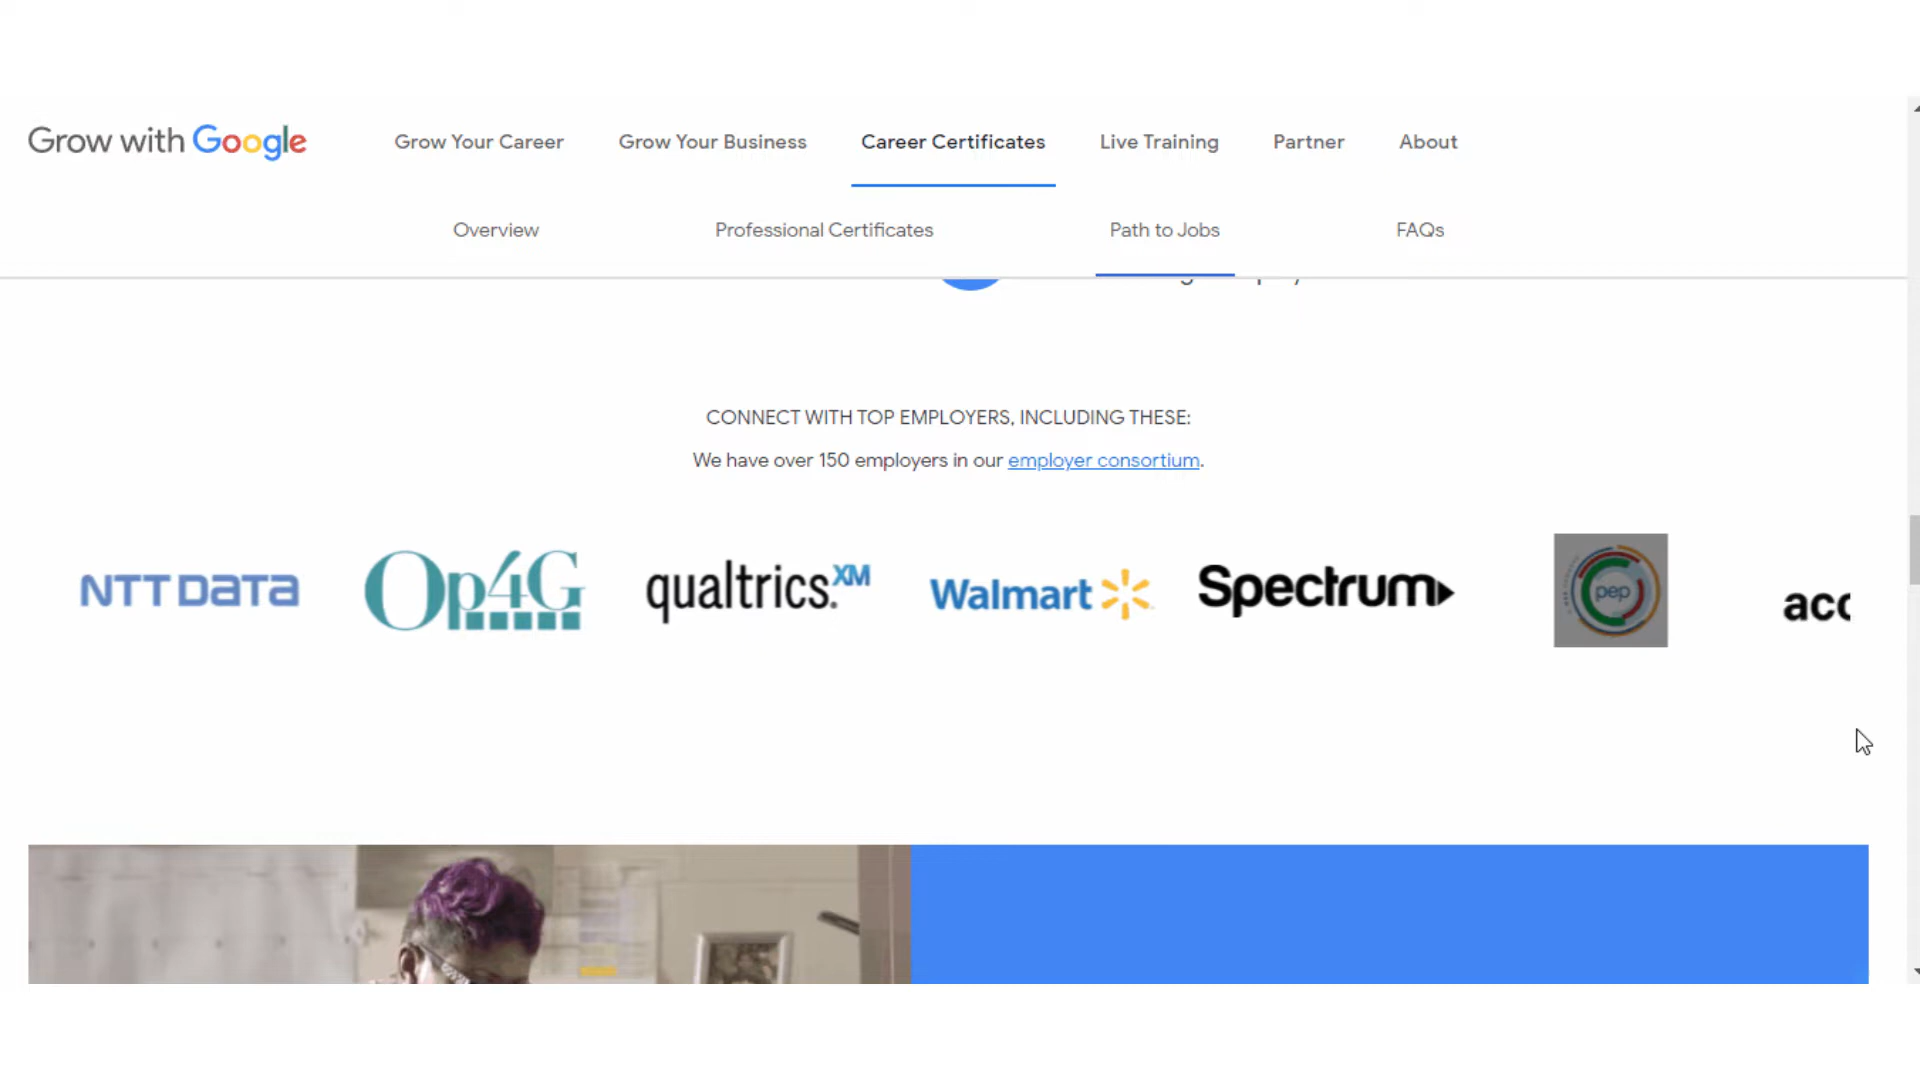 Grow with Google
Grow Your Career
Grow Your Business
Career Certificates
Live Training
Partner
About
Overview
Professional Certificates
Path to Jobs
FAQs
CONNECT WITH TOP EMPLOYERS, INCLUDING THESE:
We have over 150 employers in our employer consortium.
NTT DATA
Op4G
qualtrics.XM
Walmart
Spectrum
pep
acc